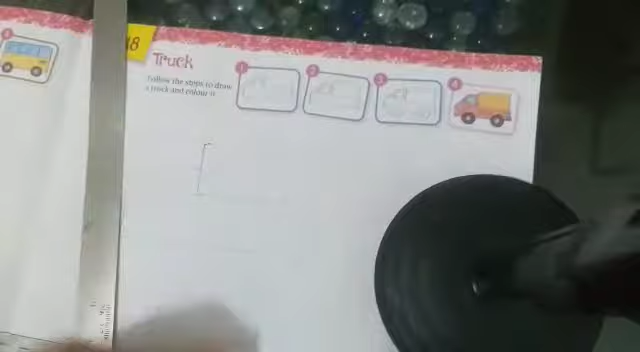 18
Truck
1 2 3 4
Follow the steps to draw
a truck and colour it.